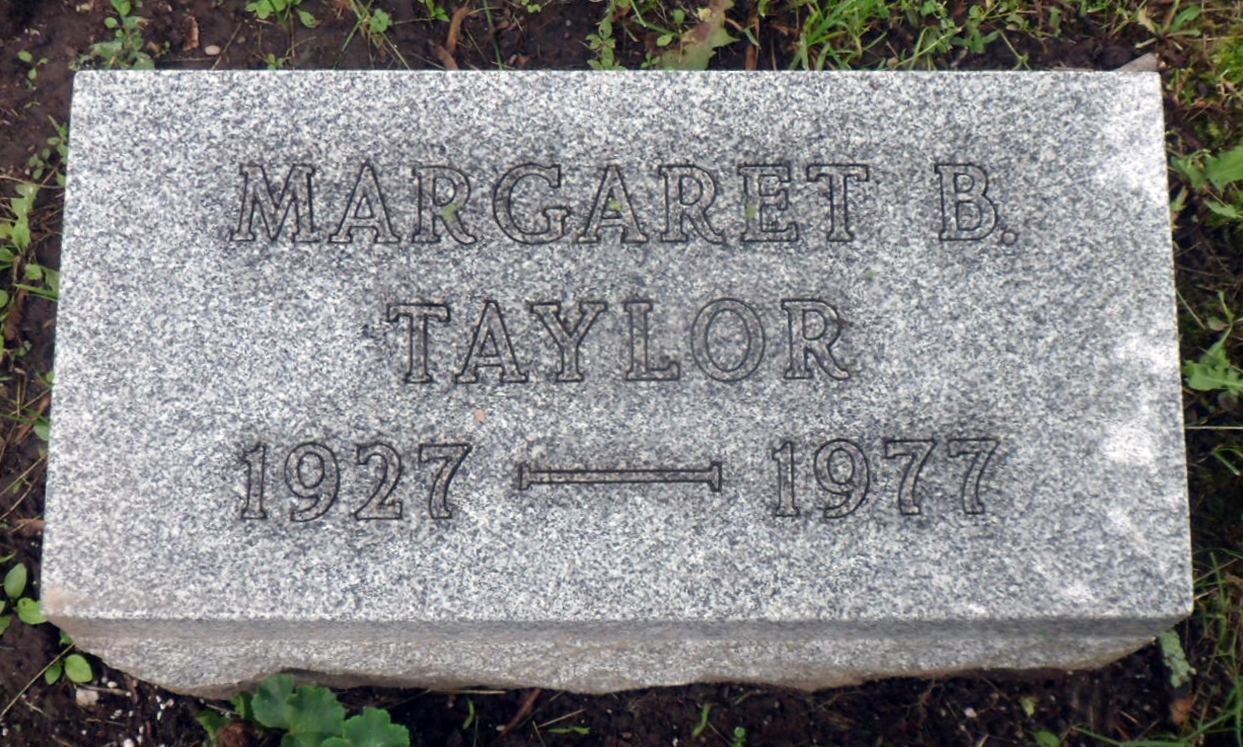 MARGARET B.
TAYLOR
1927 — 1977